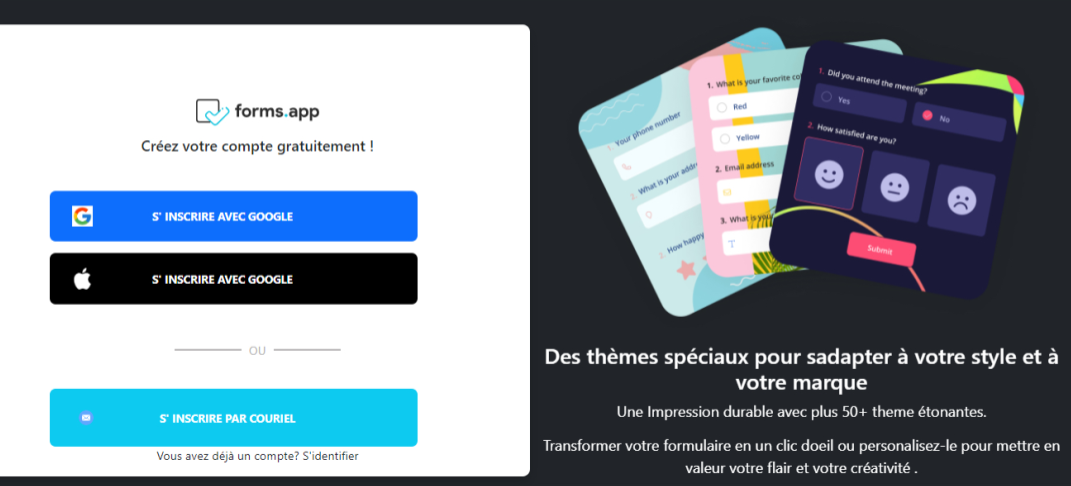 forms.app
Créez votre compte gratuitement !
S' INSCRIRE AVEC GOOGLE
S' INSCRIRE AVEC GOOGLE
OU
S' INSCRIRE PAR COURIEL
Vous avez déjà un compte? S'identifier
1. Your phone number
2. What is your addr
3. How happy
1. What is your favorite co
Red
Yellow
2. Email address
3. What is you
T
1. Did you attend the meeting?
Yes
No
2. How satisfied are you?
Submit
Des thèmes spéciaux pour sadapter à votre style et à
votre marque
Une Impression durable avec plus 50+ theme étonantes.
Transformer votre formulaire en un clic doeil ou personalisez-le pour mettre en
valeur votre flair et votre créativité .